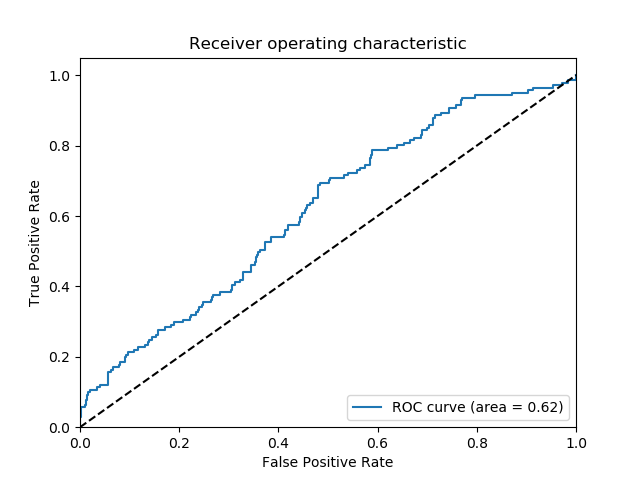 Receiver operating characteristic
1.0
0.8
0.6
0.4
0.2
0.0
True Positive Rate
ROC curve (area = 0.62)
0.0 0.2 0.4 0.6 0.8 1.0
False Positive Rate